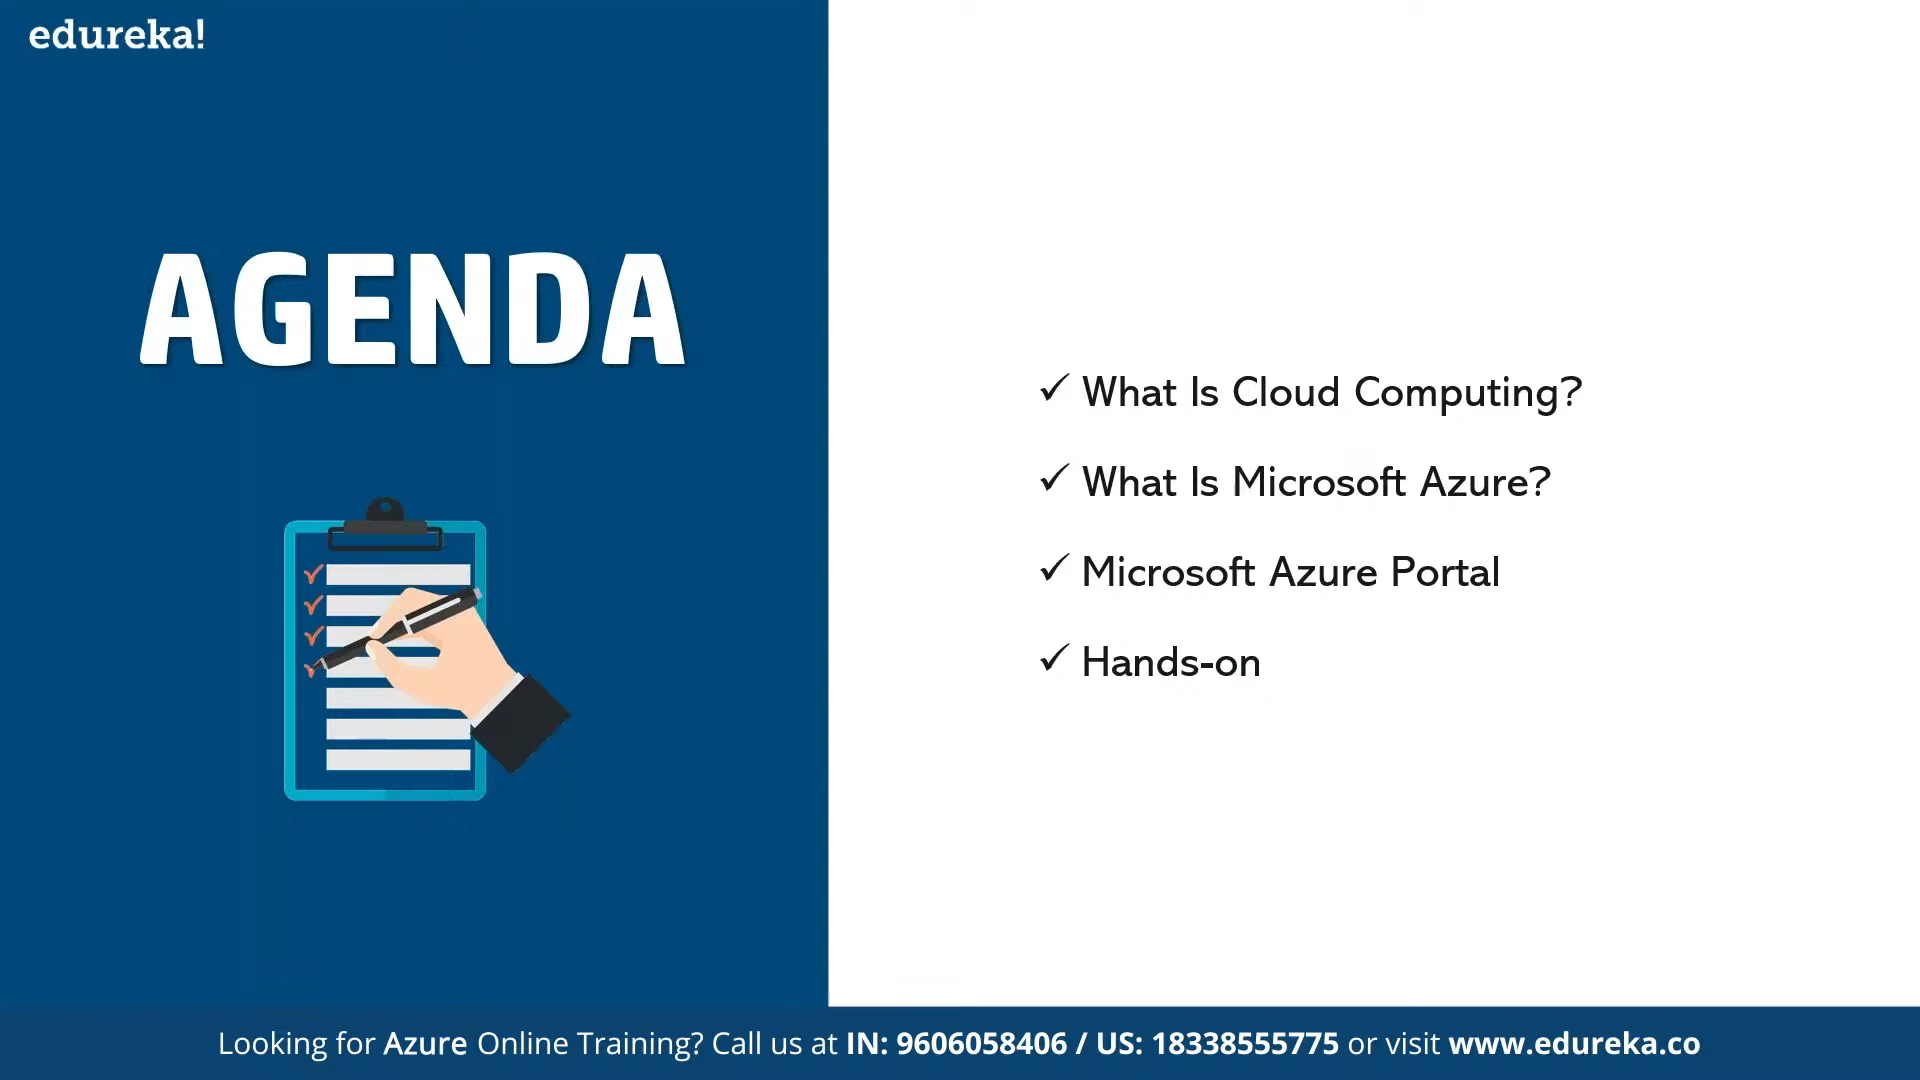 edureka!
AGENDA
✓ What Is Cloud Computing?
✓ What Is Microsoft Azure?
✓ Microsoft Azure Portal
✓ Hands-on
Looking for Azure Online Training? Call us at IN: 9606058406 / US: 18338555775 or visit www.edureka.co